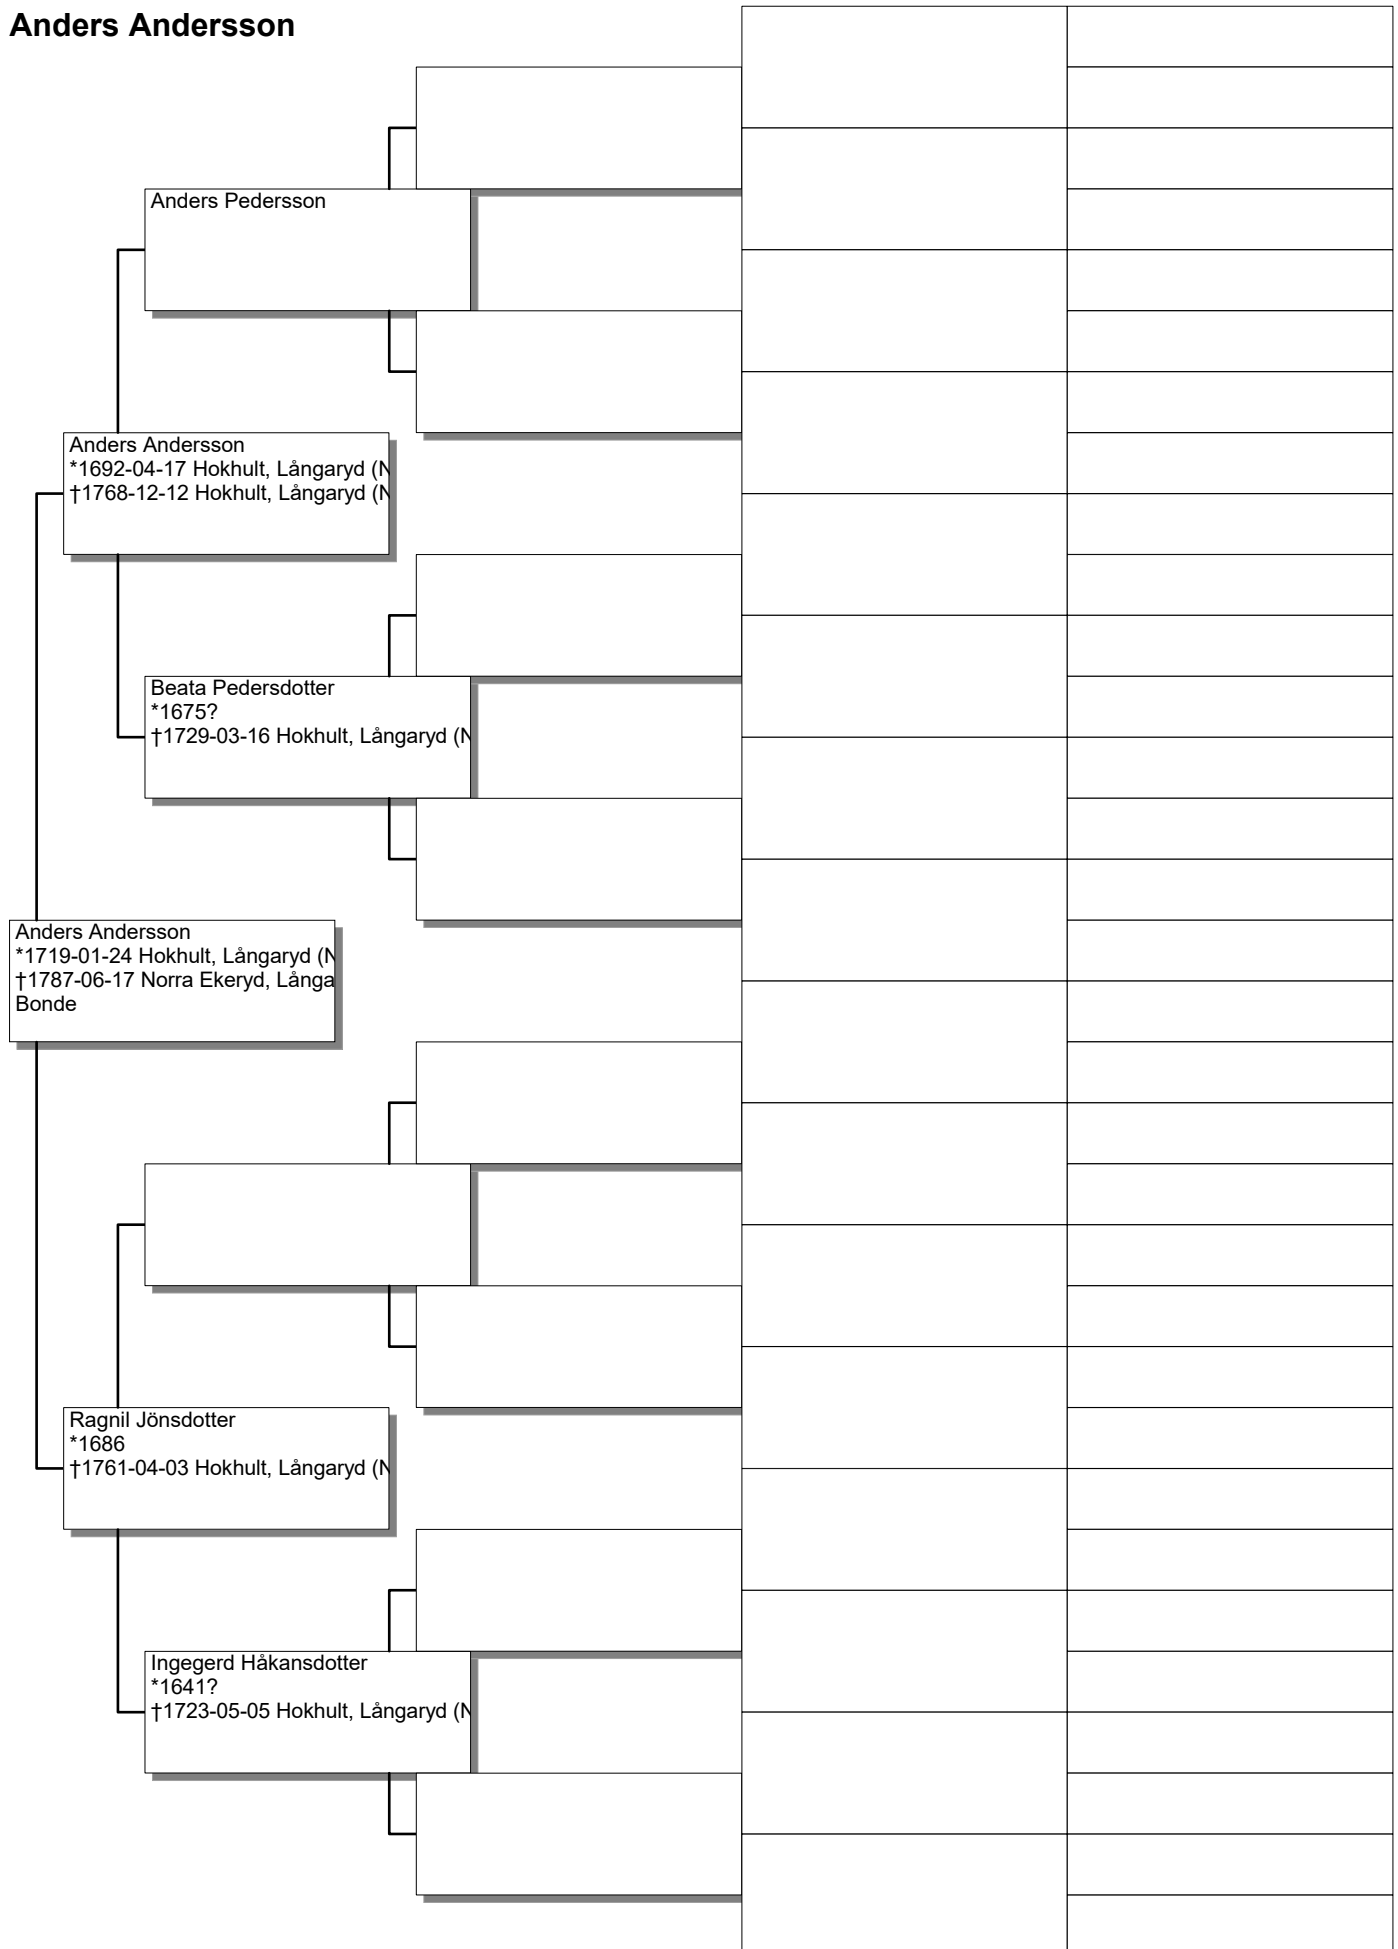 Anders Andersson
Anders Pedersson
Anders Andersson
*1692-04-17 Hokhult, Långaryd (N
†1768-12-12 Hokhult, Långaryd (N
Beata Pedersdotter
*1675?
†1729-03-16 Hokhult, Långaryd (N
Anders Andersson
*1719-01-24 Hokhult, Långaryd (N
†1787-06-17 Norra Ekeryd, Långa
Bonde
Ragnil Jönsdotter
*1686
†1761-04-03 Hokhult, Långaryd (N
Ingegerd Håkansdotter
*1641?
†1723-05-05 Hokhult, Långaryd (N